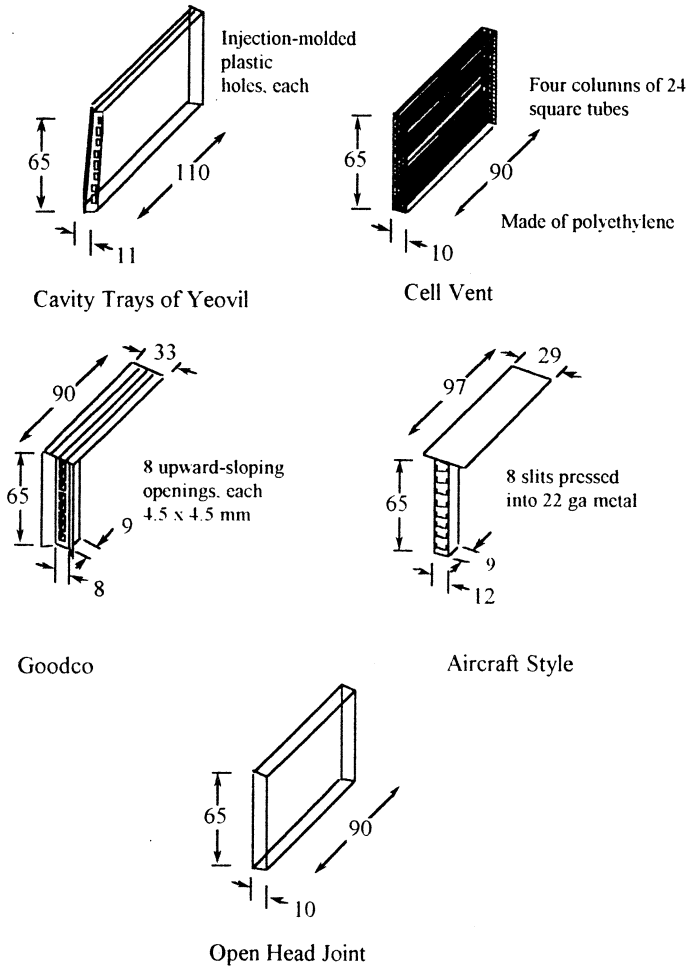 Injection-molded
plastic
holes, each
65
110
11
Cavity Trays of Yeovil
Four columns of 24
square tubes
65
90
Made of polyethylene
10
Cell Vent
33
90
8 upward-sloping
openings, each
4.5 x 4.5 mm
65
9
8
Goodco
29
97
8 slits pressed
into 22 ga metal
65
9
12
Aircraft Style
65
90
10
Open Head Joint